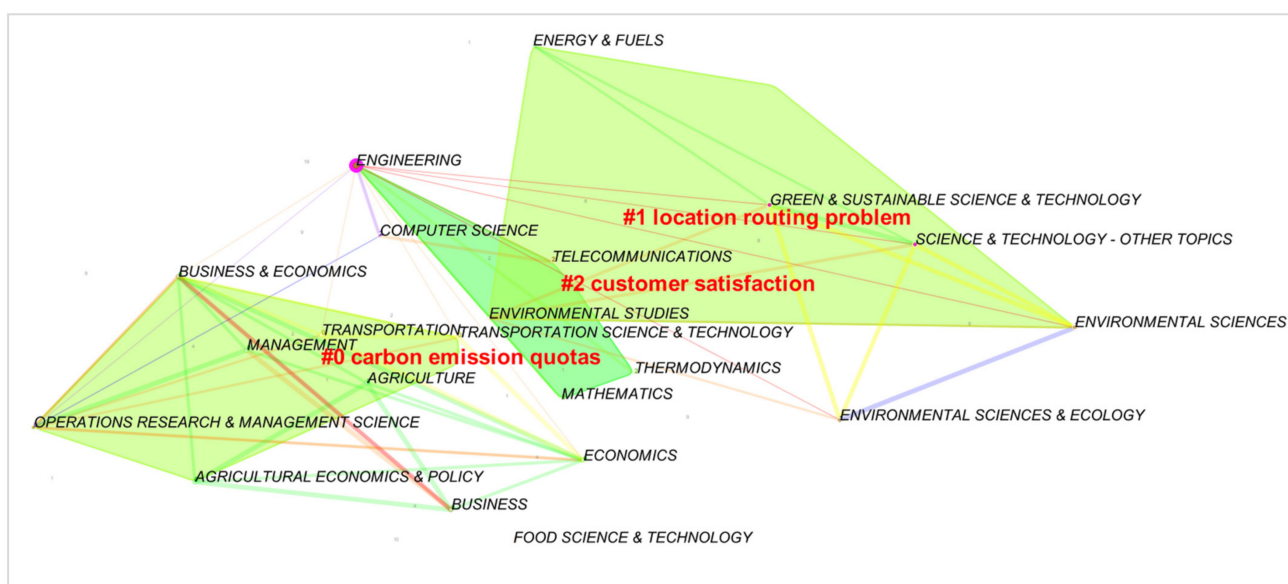 ENERGY & FUELS
ENGINEERING
GREEN & SUSTAINABLE SCIENCE & TECHNOLOGY
#1 location routing problem
COMPUTER SCIENCE
SCIENCE & TECHNOLOGY - OTHER TOPICS
TELECOMMUNICATIONS
BUSINESS & ECONOMICS
#2 customer satisfaction
ENVIRONMENTAL STUDIES
ENVIRONMENTAL SCIENCES
TRANSPORTATION
TRANSPORTATION SCIENCE & TECHNOLOGY
MANAGEMENT
#0 carbon emission quotas
THERMODYNAMICS
AGRICULTURE
MATHEMATICS
OPERATIONS RESEARCH & MANAGEMENT SCIENCE
ENVIRONMENTAL SCIENCES & ECOLOGY
ECONOMICS
AGRICULTURAL ECONOMICS & POLICY
BUSINESS
FOOD SCIENCE & TECHNOLOGY